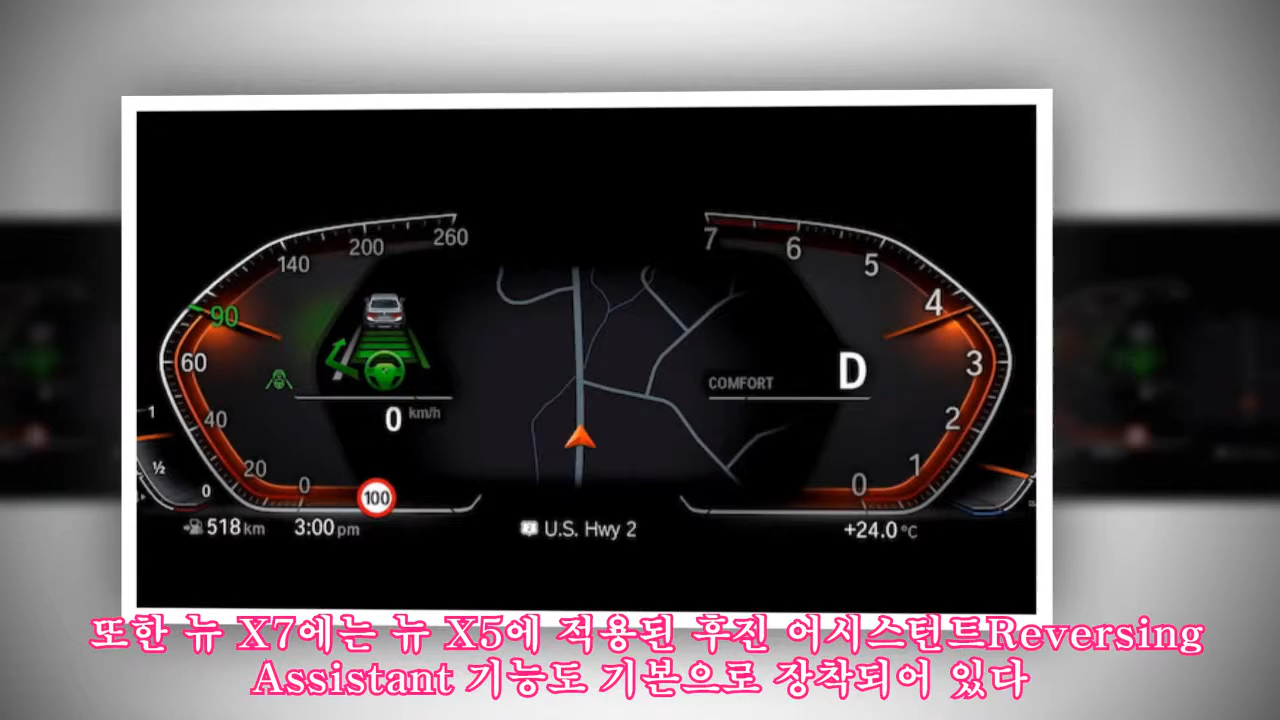 260
7
200
6
140
5
90
4
60
3
COMFORT
D
1
40
0 km/h
2
½
20
1
0
0
100
0
518 km
3:00 pm
U.S. Hwy 2
+24.0 °C
또한 뉴 X7에는 뉴 X5에 적용된 후진 어시스턴트Reversing
Assistant 기능도 기본으로 장착되어 있다